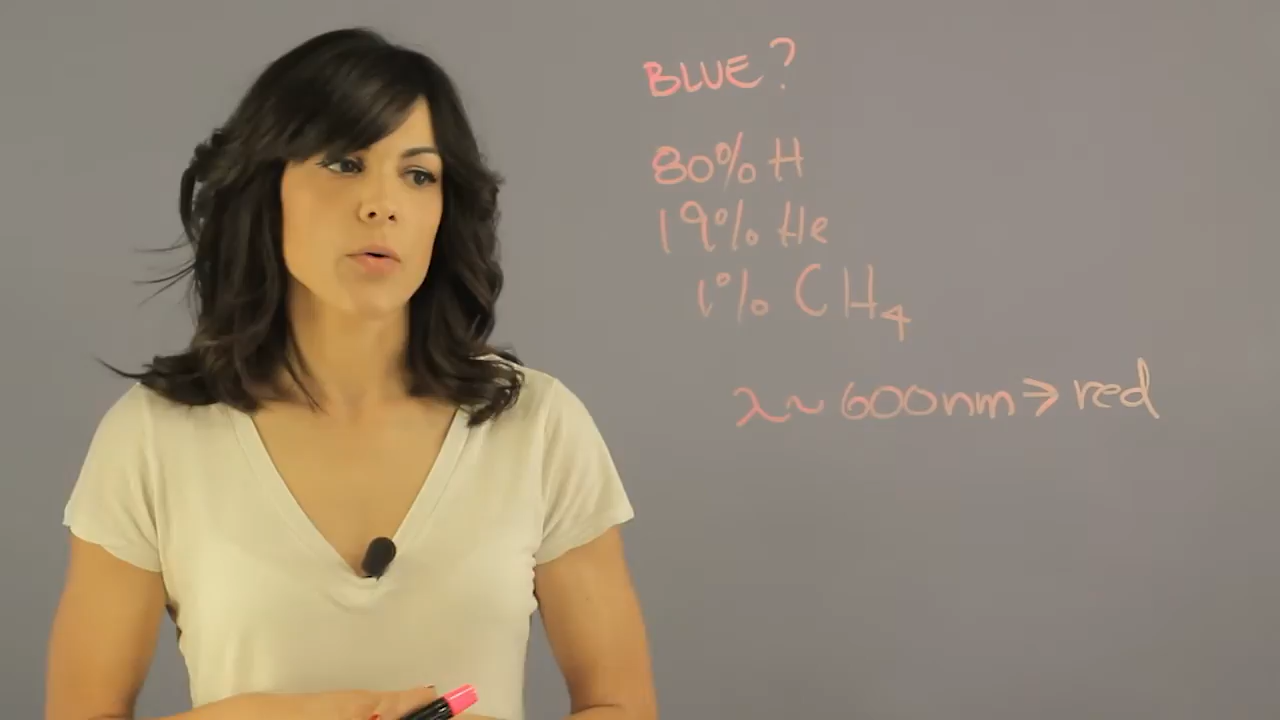 BLUE?
80% H
19% He
1% CH₄
λ ~ 600nm → red